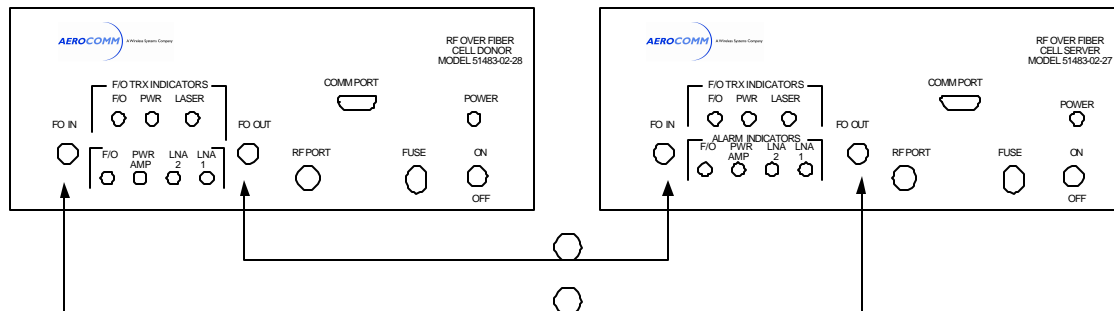 AEROCOMM A Wireless Systems Company
RF OVER FIBER
CELL DONOR
MODEL 51483-02-28
F/O TRX INDICATORS
F/O PWR LASER
COMM PORT
POWER
FO IN
FO OUT
F/O PWR AMP LNA 2 LNA 1
RF PORT
FUSE
ON
OFF
AEROCOMM A Wireless Systems Company
RF OVER FIBER
CELL SERVER
MODEL 51483-02-27
F/O TRX INDICATORS
F/O PWR LASER
COMM PORT
POWER
FO IN
FO OUT
ALARM INDICATORS
F/O PWR AMP LNA 2 LNA 1
RF PORT
FUSE
ON
OFF